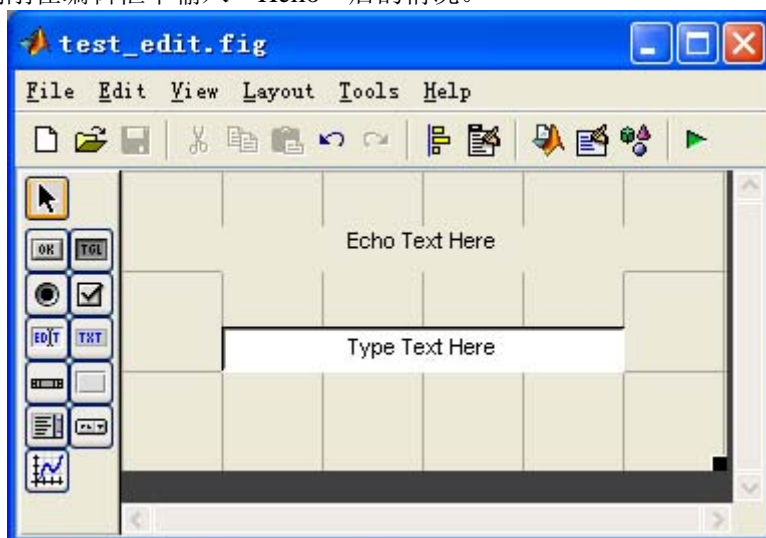 test_edit.fig
File Edit View Layout Tools Help
OK TGL
EDIT TXT
Echo Text Here
Type Text Here